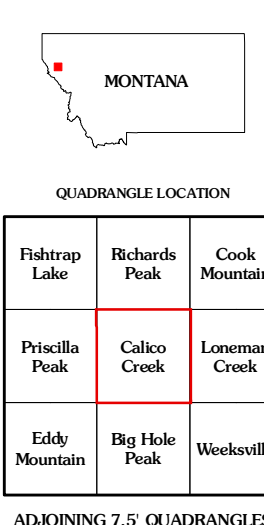 MONTANA
QUADRANGLE LOCATION
Fishtrap Lake
Richards Peak
Cook Mountain
Priscilla Peak
Calico Creek
Loneman Creek
Eddy Mountain
Big Hole Peak
Weeksvill
ADJOINING 7.5' QUADRANGLES